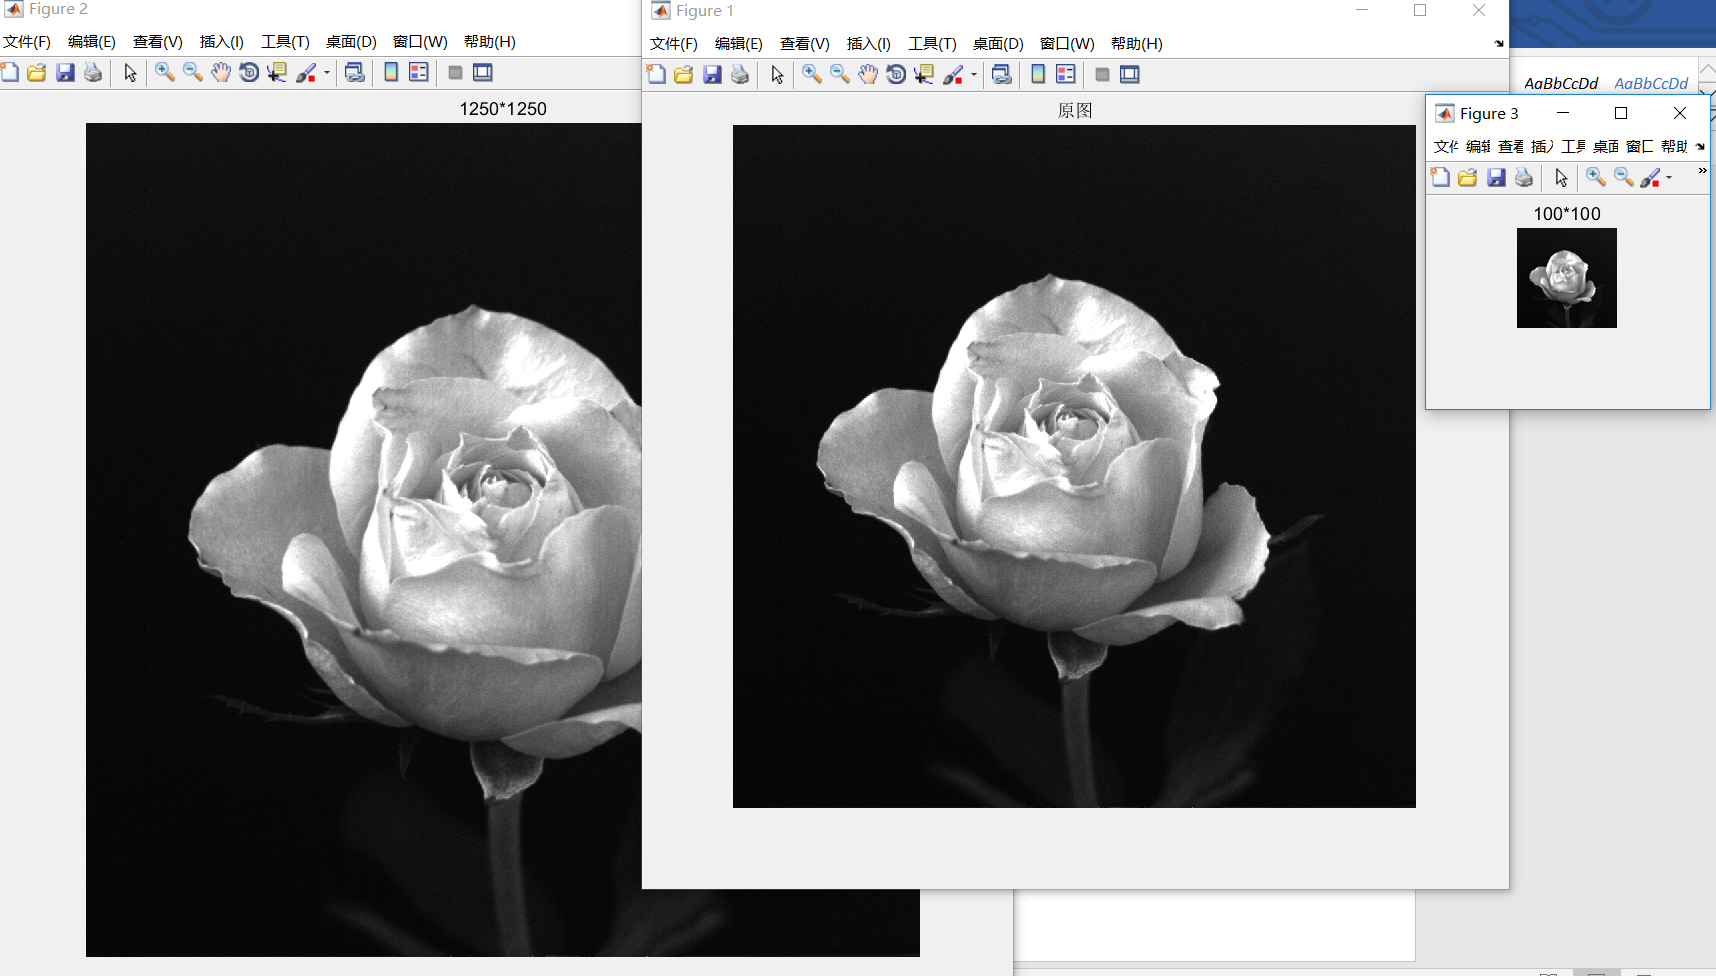 Figure 2
文件(F) 编辑(E) 查看(V) 插入(I) 工具(T) 桌面(D) 窗口(W) 帮助(H)
1250*1250
Figure 1
文件(F) 编辑(E) 查看(V) 插入(I) 工具(T) 桌面(D) 窗口(W) 帮助(H)
原图
AaBbCcDd AaBbCcDd
Figure 3
文件 编辑 查看 插入 工具 桌面 窗口 帮助
100*100